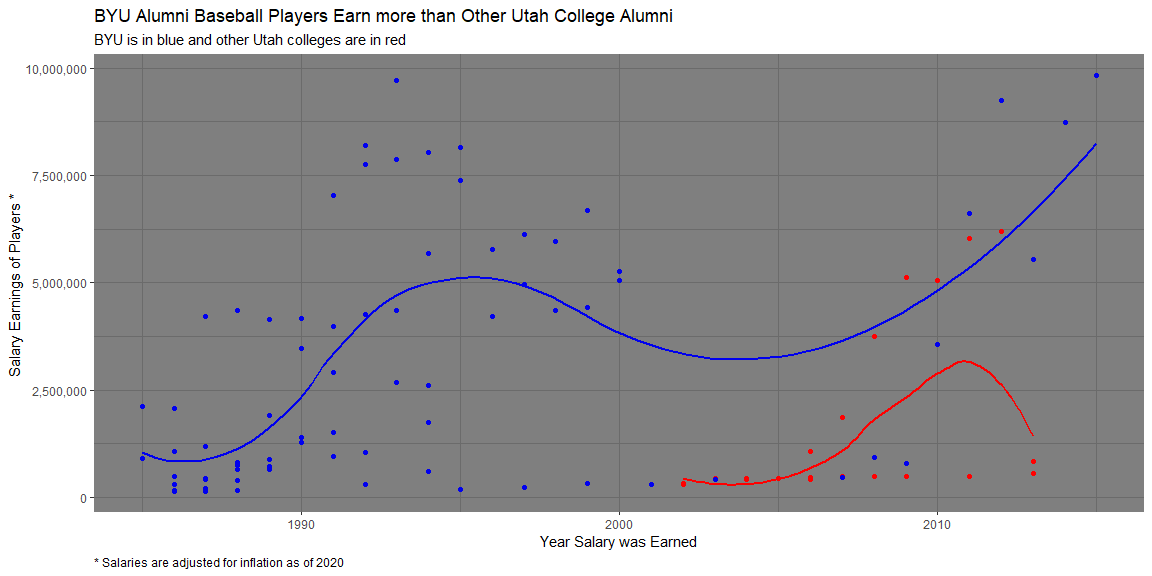 BYU Alumni Baseball Players Earn more than Other Utah College Alumni
BYU is in blue and other Utah colleges are in red
10,000,000
7,500,000
5,000,000
2,500,000
0
Salary Earnings of Players *
1990
2000
2010
Year Salary was Earned
* Salaries are adjusted for inflation as of 2020